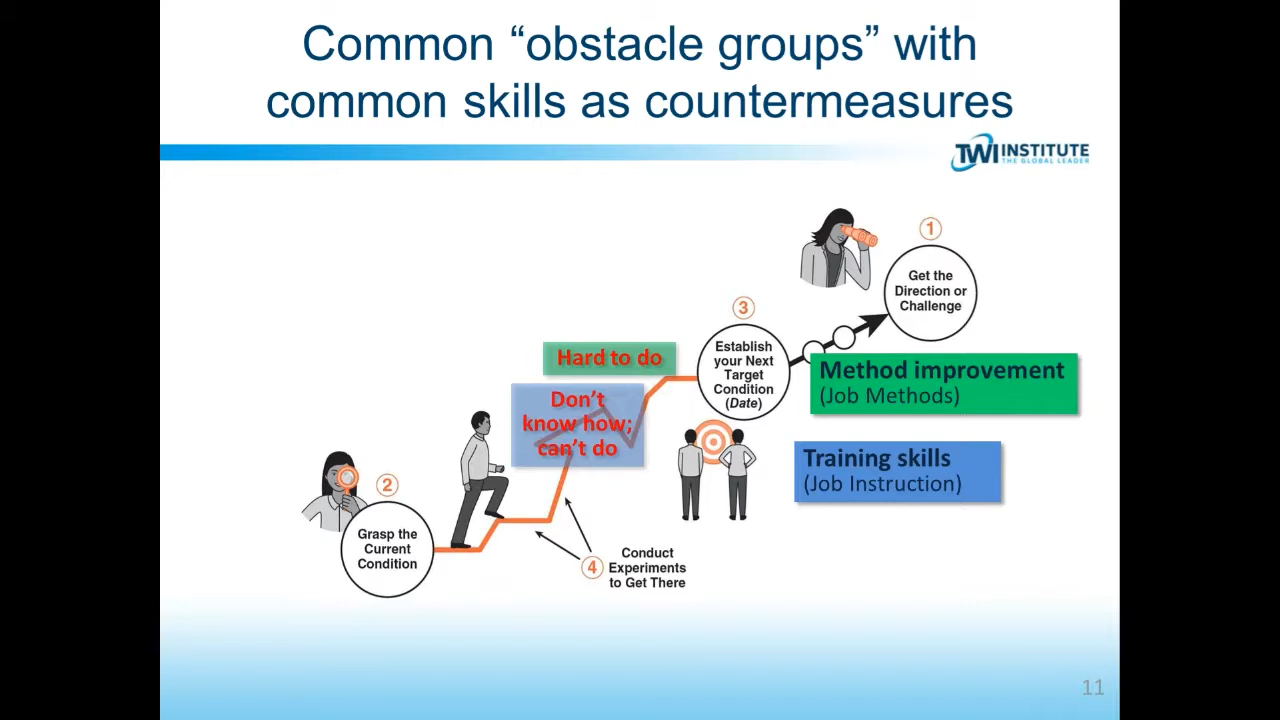 Common “obstacle groups” with
common skills as countermeasures
TWI INSTITUTE
THE GLOBAL LEADER
1
Get the
Direction or
Challenge
3
Establish
your Next
Target
Condition
(Date)
Hard to do
Method improvement
(Job Methods)
Don’t
know how;
can’t do
Training skills
(Job Instruction)
2
Grasp the
Current
Condition
4
Conduct
Experiments
to Get There
11